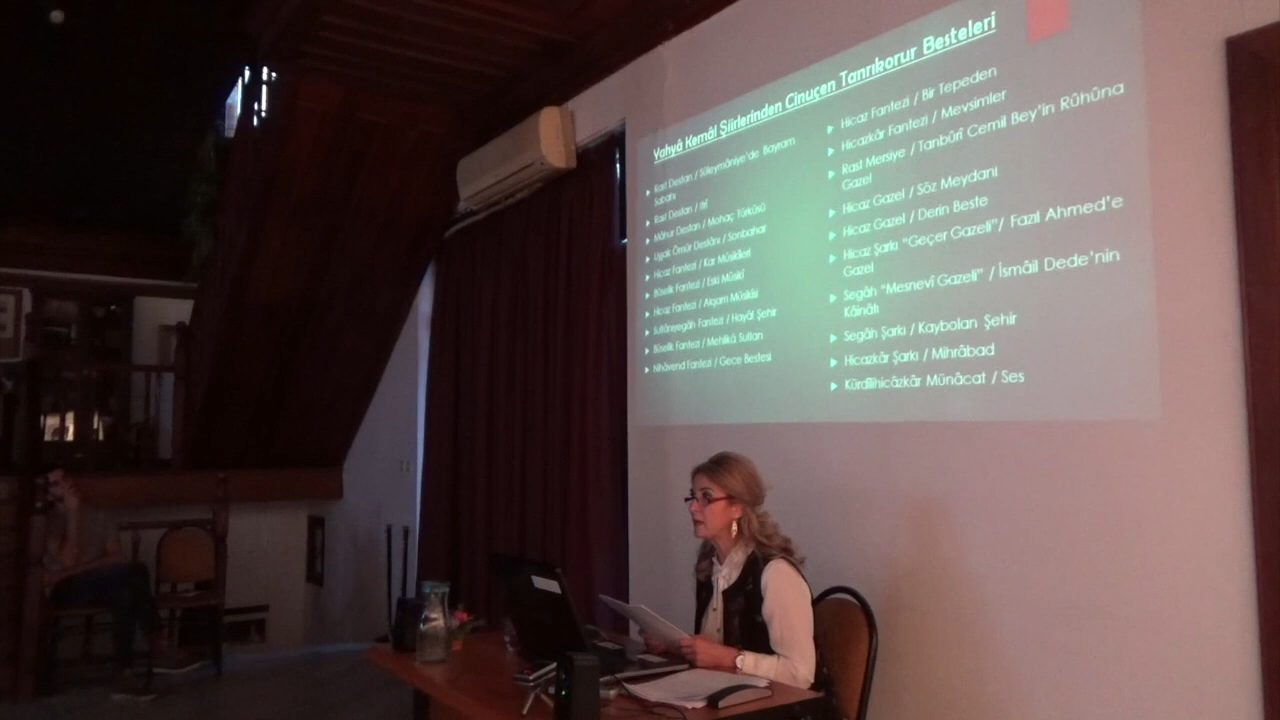 Yahyâ Kemâl Şiirlerinden Cinuçen Tanrıkorur Besteleri
Rast Destan / Süleymâniye'de Bayram
Sabahı
Rast Destan / Itrî
Mâhur Destan / Mohaç Türküsü
Uşşak Ömür Destânı / Sonbahar
Hicaz Fantezi / Kar Mûsikîleri
Bûselik Fantezi / Eski Mûsikî
Hicaz Fantezi / Akşam Mûsikîsi
Sultânîyegâh Fantezi / Hayâl Şehir
Bûselik Fantezi / Mehlikâ Sultan
Nihâvend Fantezi / Gece Bestesi
Hicaz Fantezi / Bir Tepeden
Hicazkâr Fantezi / Mevsimler
Rast Mersiye / Tanbûrî Cemil Bey'in Rûhûna
Gazel
Hicaz Gazel / Söz Meydanı
Hicaz Gazel / Derin Beste
Hicaz Şarkı "Geçer Gazeli"/ Fazıl Ahmed'e
Gazel
Segâh "Mesnevî Gazeli" / İsmâil Dede'nin
Kâinâtı
Segâh Şarkı / Kaybolan Şehir
Hicazkâr Şarkı / Mihrâbad
Kürdîlihicâzkâr Münâcat / Ses